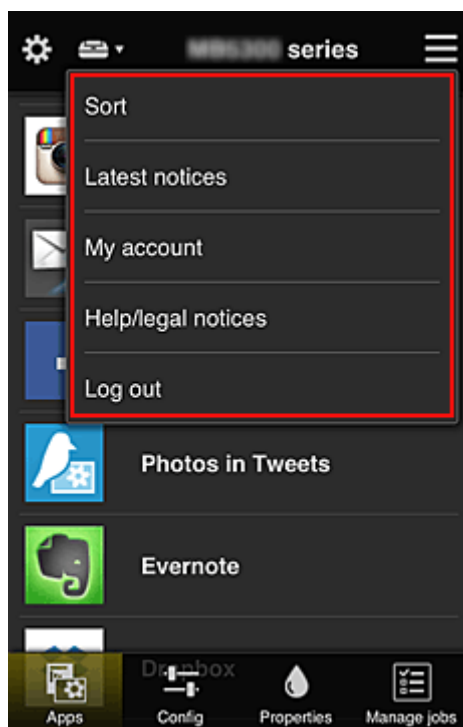 series
Sort
Latest notices
My account
Help/legal notices
Log out
Photos in Tweets
Evernote
Dropbox
Apps
Config
Properties
Manage jobs